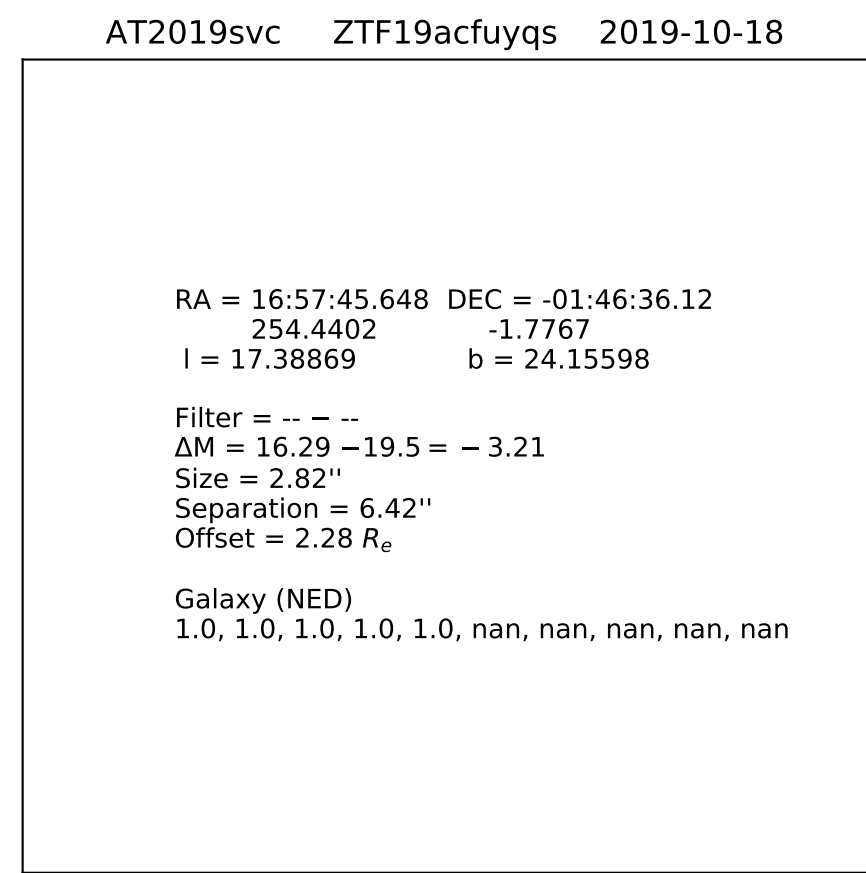 AT2019svc ZTF19acfuyqs 2019-10-18
RA = 16:57:45.648 DEC = -01:46:36.12
254.4402 -1.7767
l = 17.38869 b = 24.15598
Filter = -- − --
ΔM = 16.29 −19.5 = − 3.21
Size = 2.82''
Separation = 6.42''
Offset = 2.28 Re
Galaxy (NED)
1.0, 1.0, 1.0, 1.0, 1.0, nan, nan, nan, nan, nan